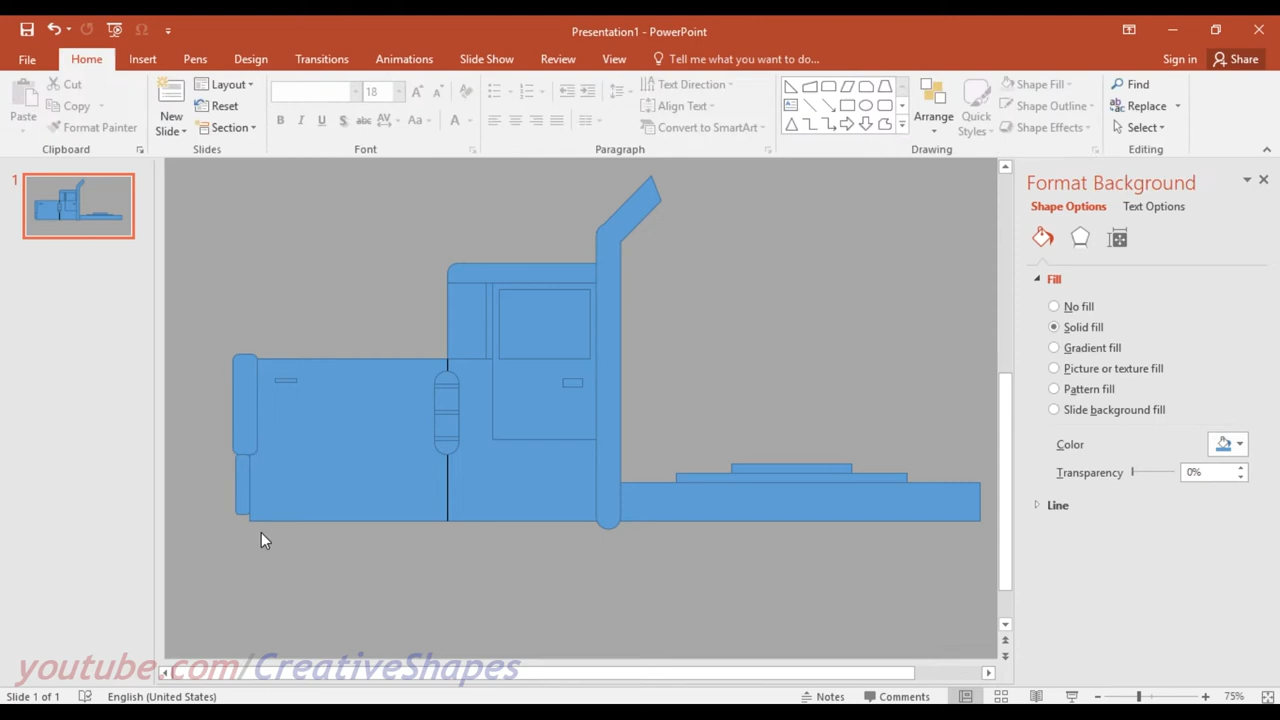 Presentation1 - PowerPoint
File Home Insert Pens Design Transitions Animations Slide Show Review View Tell me what you want to do... Sign in Share
Paste
Cut
Copy
Format Painter
Clipboard
New Slide
Layout
Reset
Section
Slides
18
B I U S abc AV Aa A
Font
Text Direction
Align Text
Convert to SmartArt
Paragraph
Arrange
Quick Styles
Shape Fill
Shape Outline
Shape Effects
Drawing
Find
Replace
Select
Editing
1
Format Background
Shape Options Text Options
Fill
No fill
Solid fill
Gradient fill
Picture or texture fill
Pattern fill
Slide background fill
Color
Transparency 0%
Line
youtube.com/CreativeShapes
Slide 1 of 1 English (United States) Notes Comments 75%